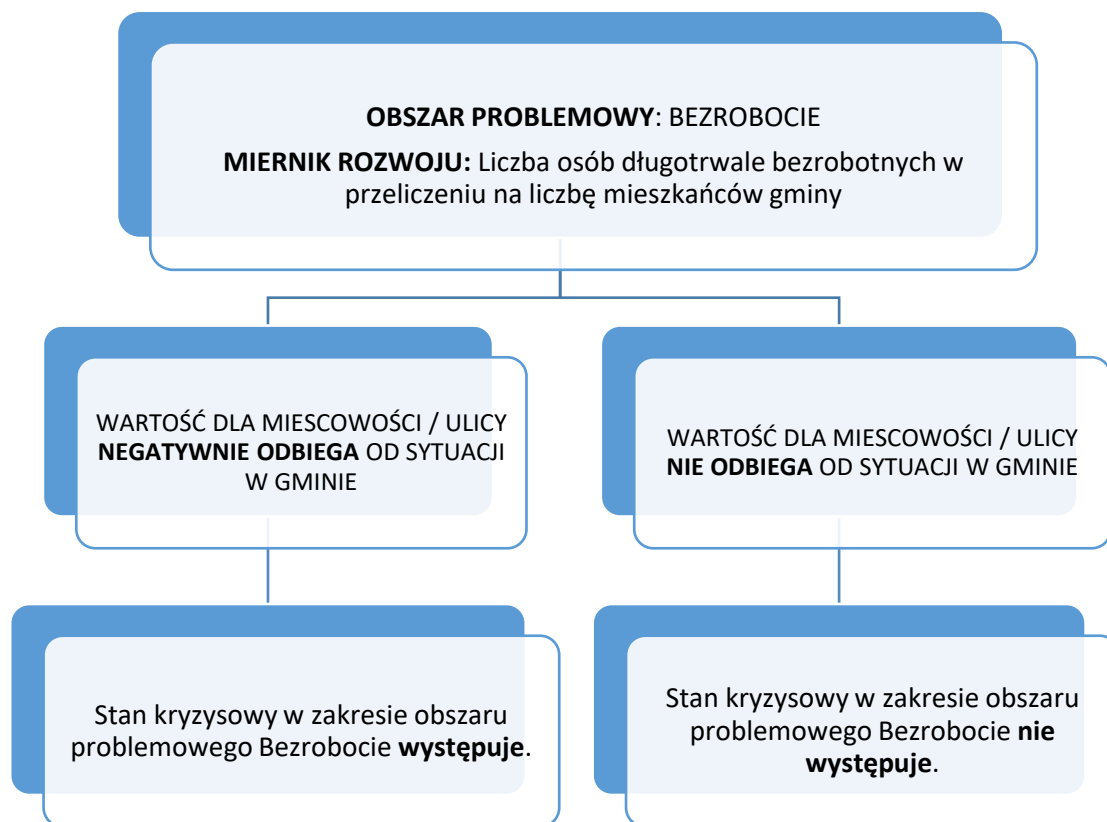 OBSZAR PROBLEMOWY: BEZROBOCIE
MIERNIK ROZWOJU: Liczba osób długotrwale bezrobotnych w
przeliczeniu na liczbę mieszkańców gminy
WARTOŚĆ DLA MIESCOWOŚCI / ULICY
NEGATYWNIE ODBIEGA OD SYTUACJI
W GMINIE
WARTOŚĆ DLA MIESCOWOŚCI / ULICY
NIE ODBIEGA OD SYTUACJI W GMINIE
Stan kryzysowy w zakresie obszaru
problemowego Bezrobocie występuje.
Stan kryzysowy w zakresie obszaru
problemowego Bezrobocie nie
występuje.